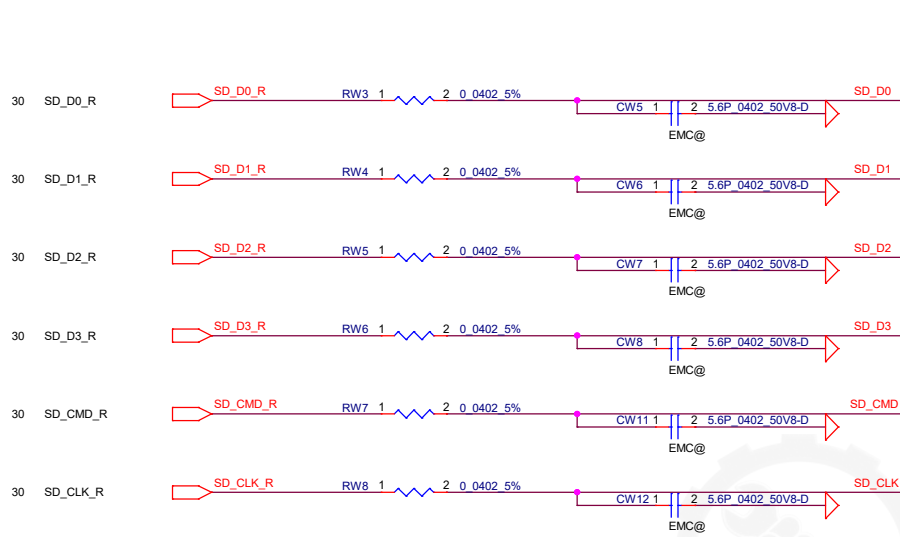 30 SD_D0_R SD_D0_R RW3 1 2 0_0402_5% SD_D0
CW5 1 2 5.6P_0402_50V8-D
EMC@
30 SD_D1_R SD_D1_R RW4 1 2 0_0402_5% SD_D1
CW6 1 2 5.6P_0402_50V8-D
EMC@
30 SD_D2_R SD_D2_R RW5 1 2 0_0402_5% SD_D2
CW7 1 2 5.6P_0402_50V8-D
EMC@
30 SD_D3_R SD_D3_R RW6 1 2 0_0402_5% SD_D3
CW8 1 2 5.6P_0402_50V8-D
EMC@
30 SD_CMD_R SD_CMD_R RW7 1 2 0_0402_5% SD_CMD
CW11 1 2 5.6P_0402_50V8-D
EMC@
30 SD_CLK_R SD_CLK_R RW8 1 2 0_0402_5% SD_CLK
CW12 1 2 5.6P_0402_50V8-D
EMC@